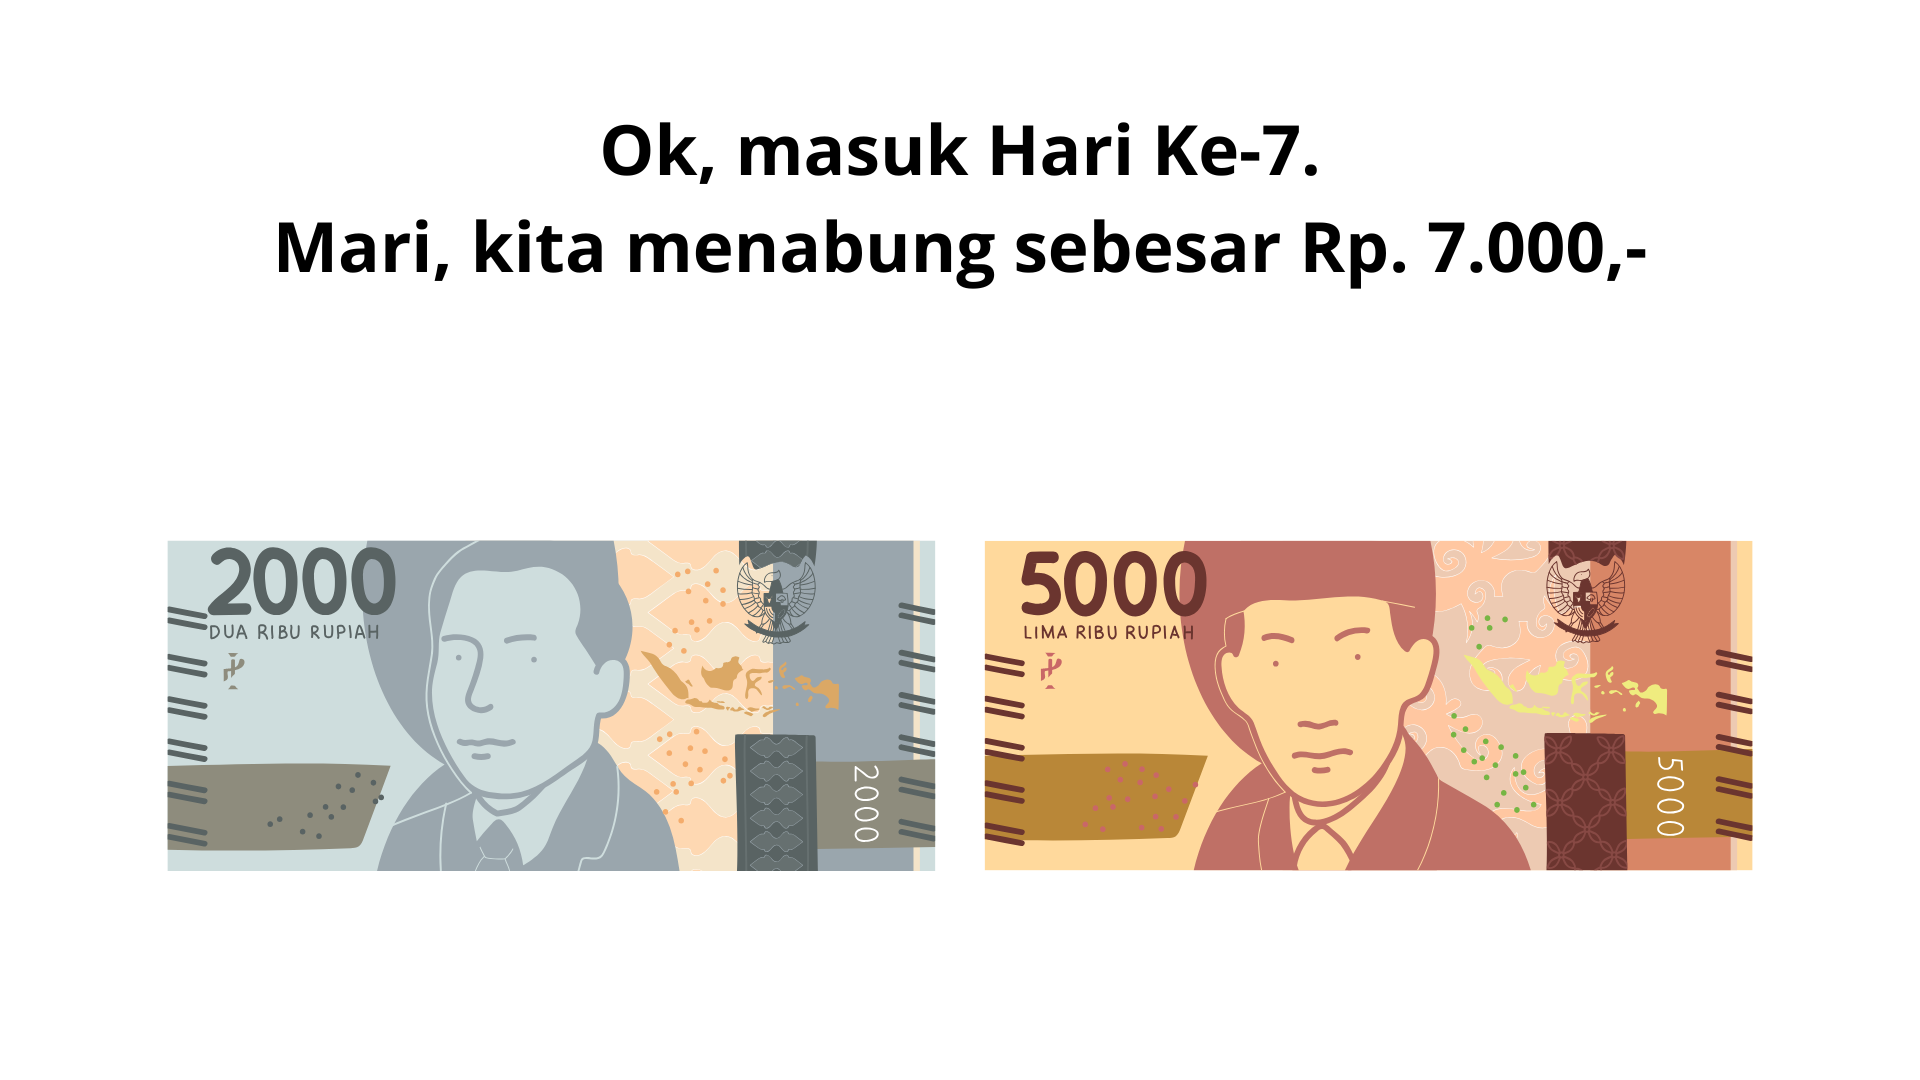 Ok, masuk Hari Ke-7.
Mari, kita menabung sebesar Rp. 7.000,-
2000
DUA RIBU RUPIAH
2000
5000
LIMA RIBU RUPIAH
5000